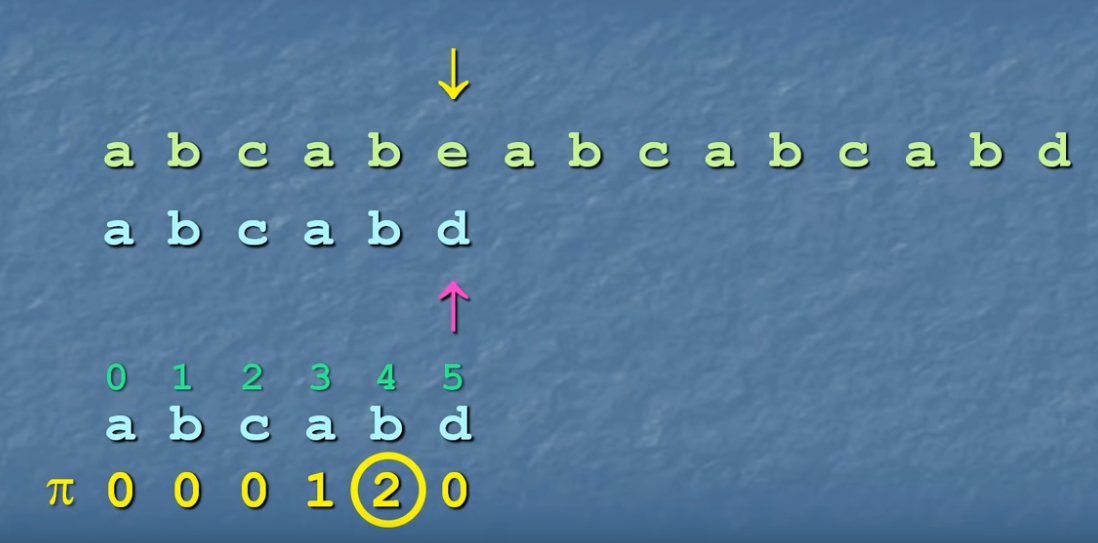 ↓
a b c a b e a b c a b c a b d
a b c a b d
↑
0 1 2 3 4 5
a b c a b d
π 0 0 0 1 2 0